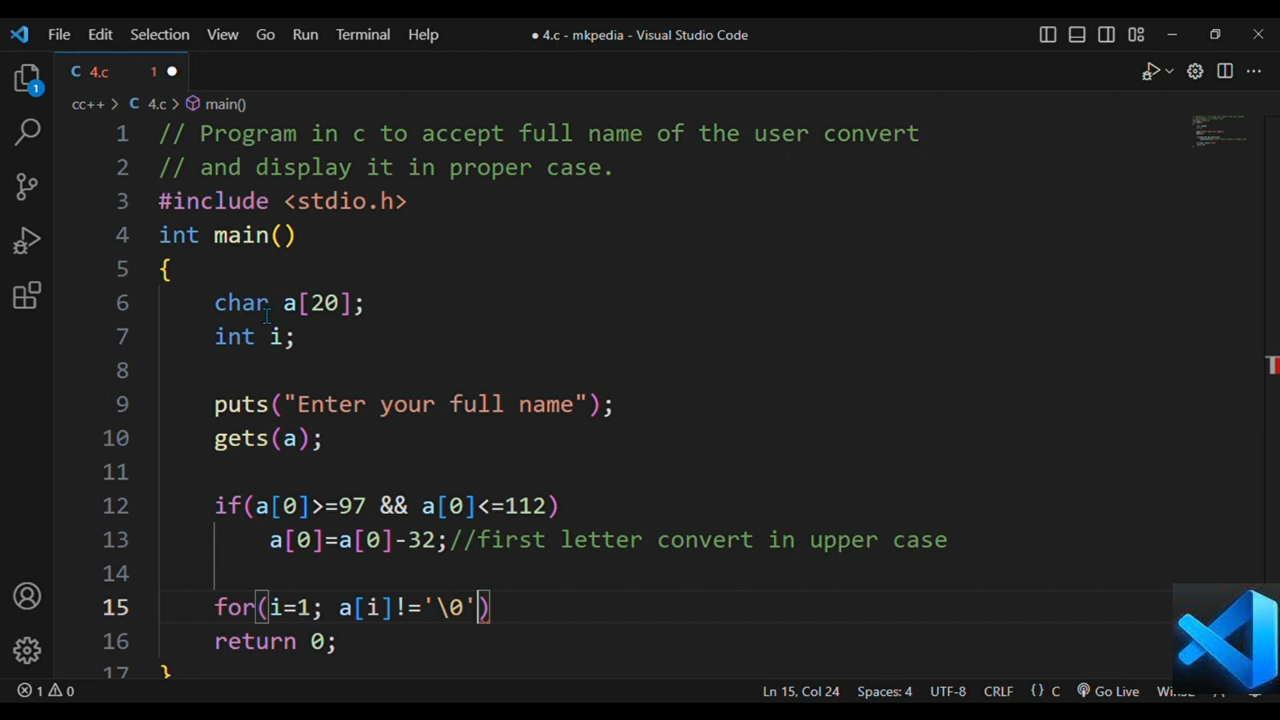 File Edit Selection View Go Run Terminal Help ● 4.c - mkpedia - Visual Studio Code
C 4.c 1 ●
1
cc++ > C 4.c > main()
1 // Program in c to accept full name of the user convert
2 // and display it in proper case.
3 #include <stdio.h>
4 int main()
5 {
6 char a[20];
7 int i;
8
9 puts("Enter your full name");
10 gets(a);
11
12 if(a[0]>=97 && a[0]<=112)
13 a[0]=a[0]-32;//first letter convert in upper case
14
15 for(i=1; a[i]!='\0')
16 return 0;
17 }
1 0 Ln 15, Col 24 Spaces: 4 UTF-8 CRLF {} C Go Live